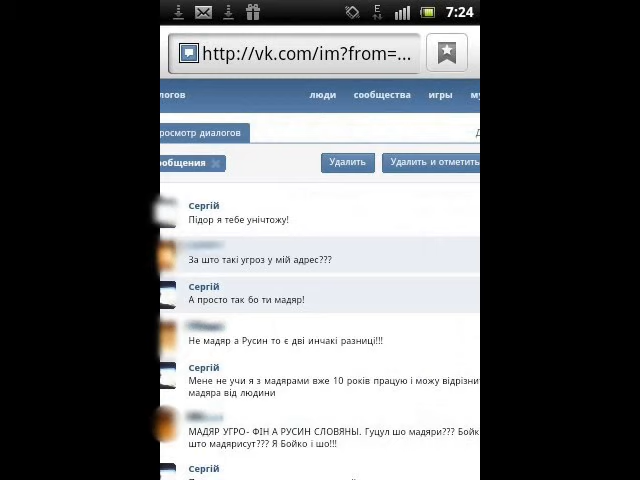 7:24
http://vk.com/im?from=...
логов
люди
сообщества
игры
му
росмотр диалогов
Д
общения
Удалить
Удалить и отметить
Сергій
Підор я тебе унічтожу!
За што такі угроз у мій адрес???
Сергій
А просто так бо ти мадяр!
Не мадяр а Русин то є дві инчакі разниці!!!
Сергій
Мене не учи я з мадярами вже 10 років працую і можу відрізнит
мадяра від людини
МАДЯР УГРО- ФІН А РУСИН СЛОВЯНЫ. Гуцул шо мадяри??? Бойк
што мадярисут??? Я Бойко і шо!!!
Сергій